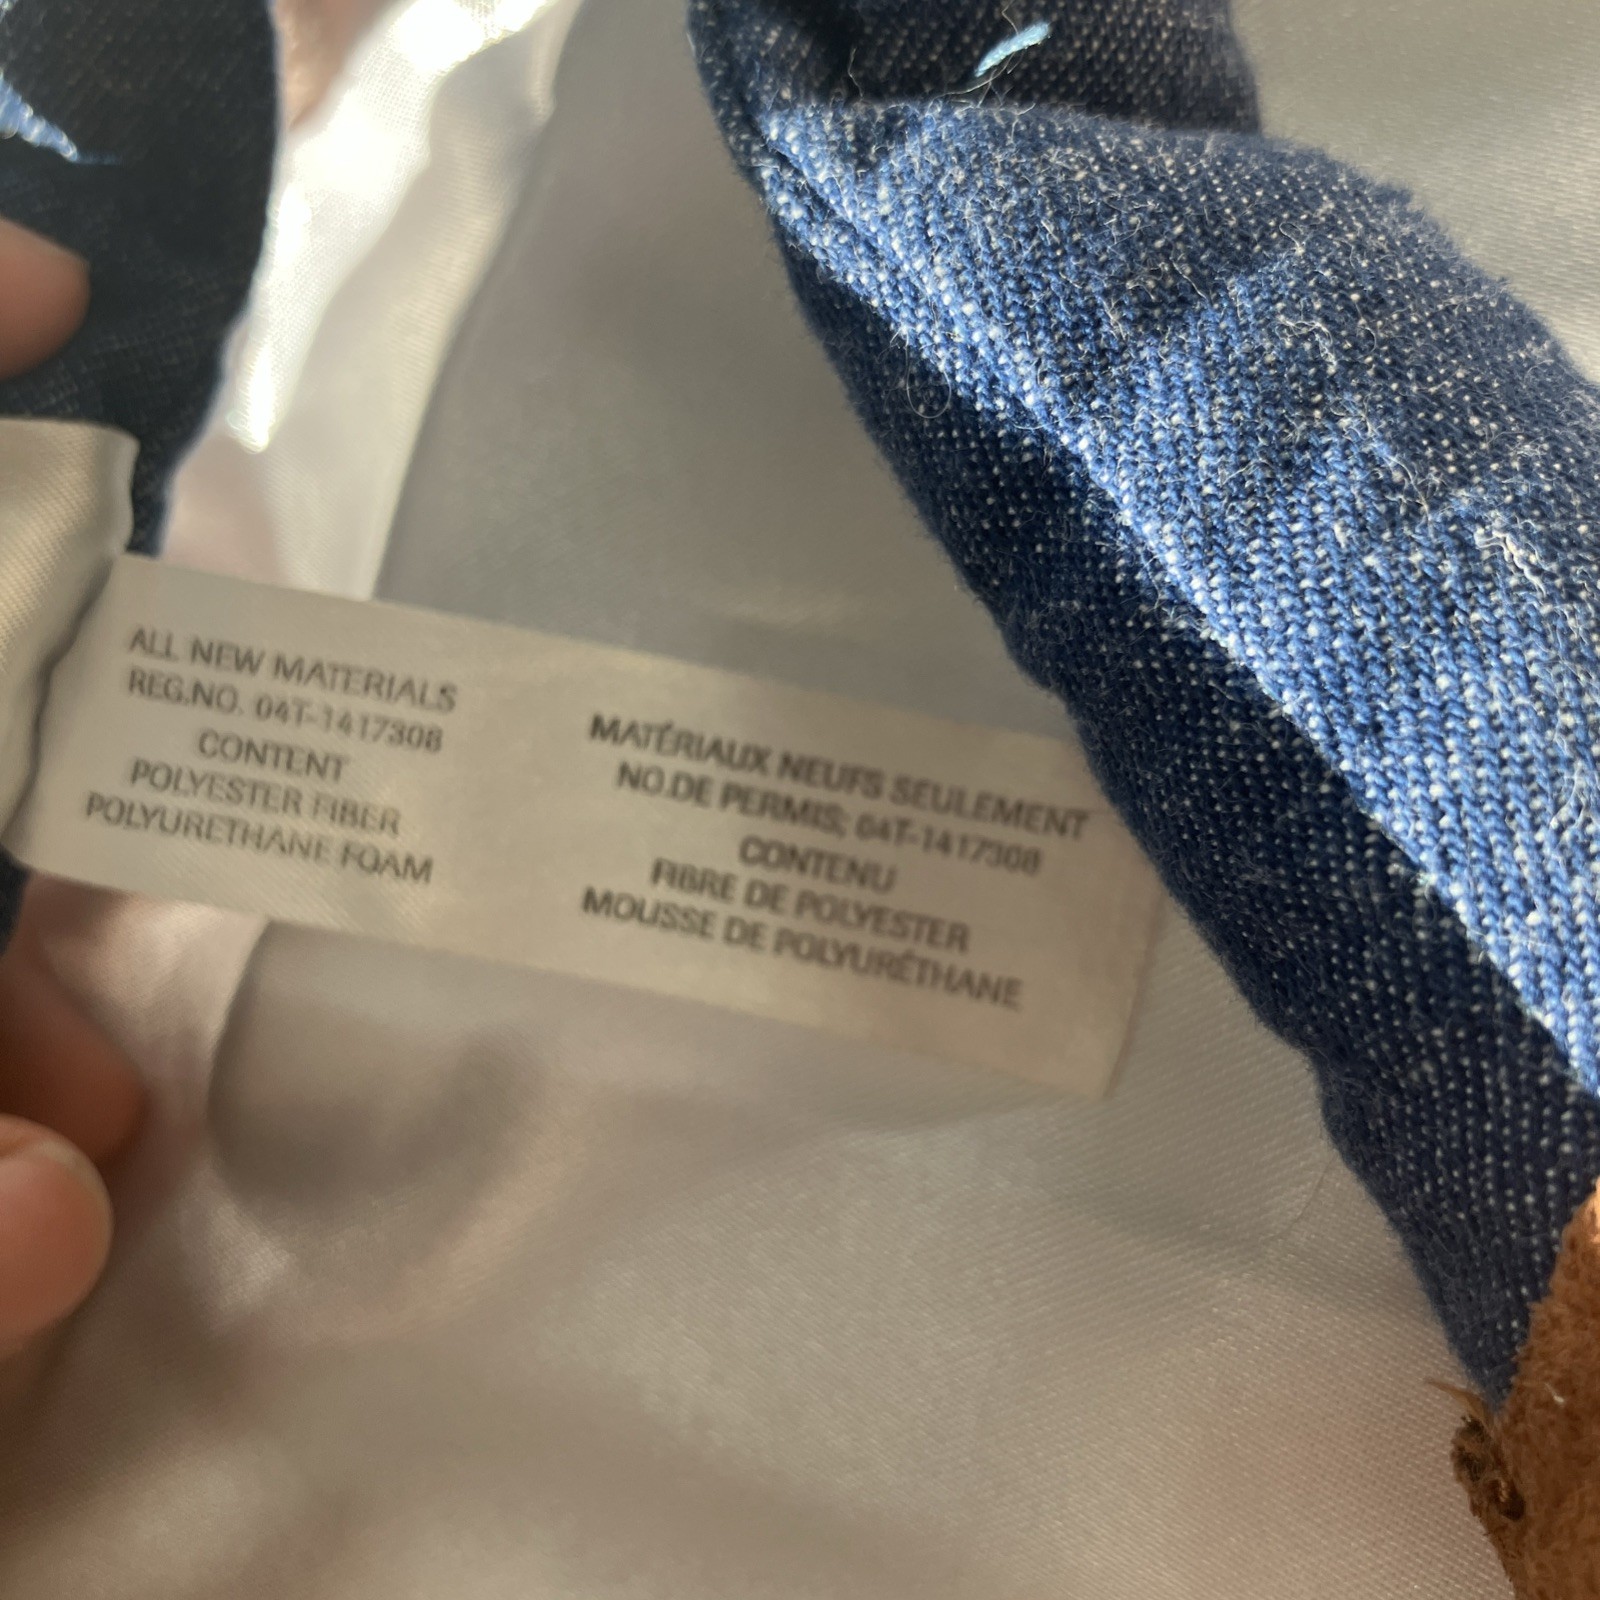 ALL NEW MATERIALS
REG.NO. 04T-1417308
CONTENT
POLYESTER FIBER
POLYURETHANE FOAM
MATÉRIAUX NEUFS SEULEMENT
NO.DE PERMIS; 04T-1417308
CONTENU
FIBRE DE POLYESTER
MOUSSE DE POLYURÉTHANE